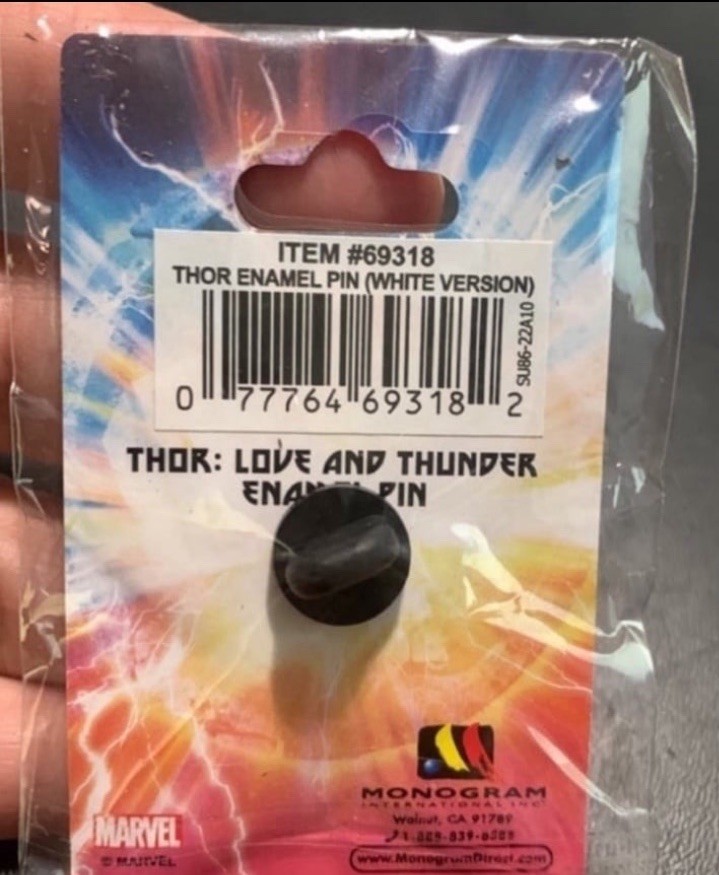 ITEM #69318
THOR ENAMEL PIN (WHITE VERSION)
SU86-22A10
0 77764 69318 2
THOR: LOVE AND THUNDER
PIN
MONOGRAM
INTERNATIONAL INC
Walnut, CA 91789
MARVEL
© MARVEL
www.MonogramDirect.com